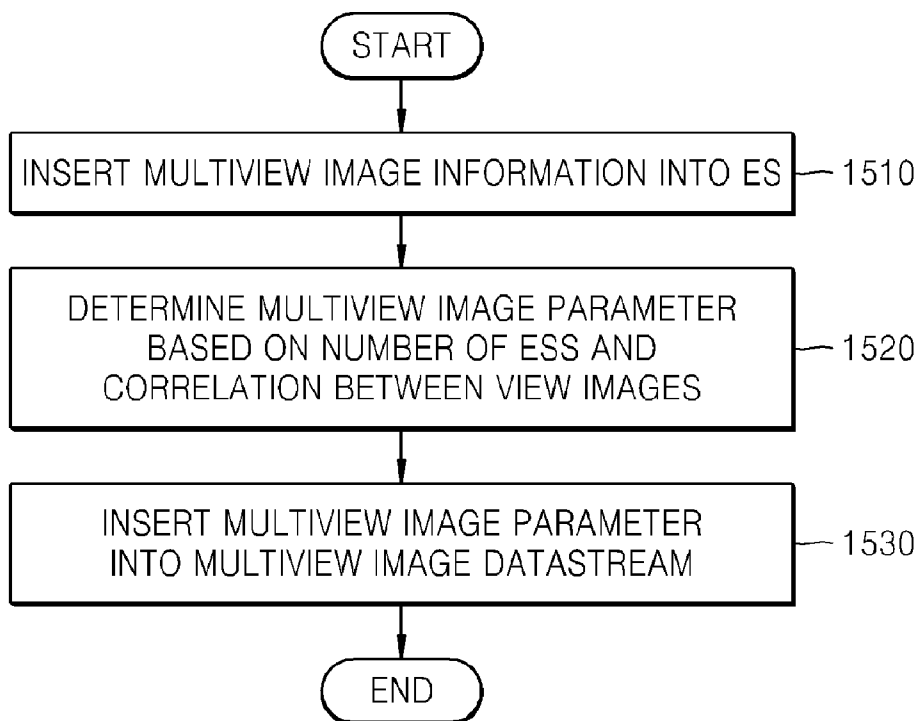 START
INSERT MULTIVIEW IMAGE INFORMATION INTO ES
1510
DETERMINE MULTIVIEW IMAGE PARAMETER
BASED ON NUMBER OF ESS AND
CORRELATION BETWEEN VIEW IMAGES
1520
INSERT MULTIVIEW IMAGE PARAMETER
INTO MULTIVIEW IMAGE DATASTREAM
1530
END